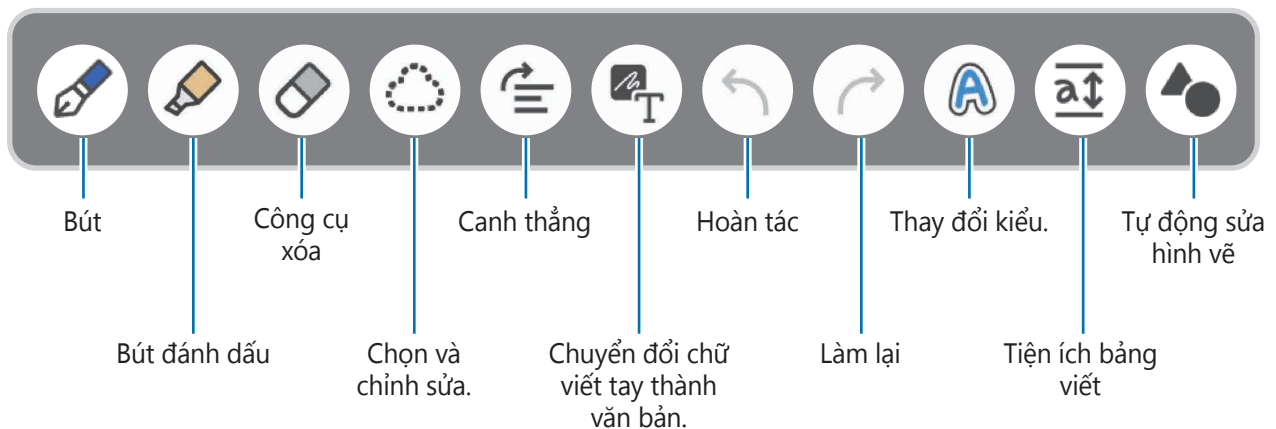 Bút
Công cụ
xóa
Canh thẳng
Hoàn tác
Thay đổi kiểu.
Tự động sửa
hình vẽ
Bút đánh dấu
Chọn và
chỉnh sửa.
Chuyển đổi chữ
viết tay thành
văn bản.
Làm lại
Tiện ích bảng
viết